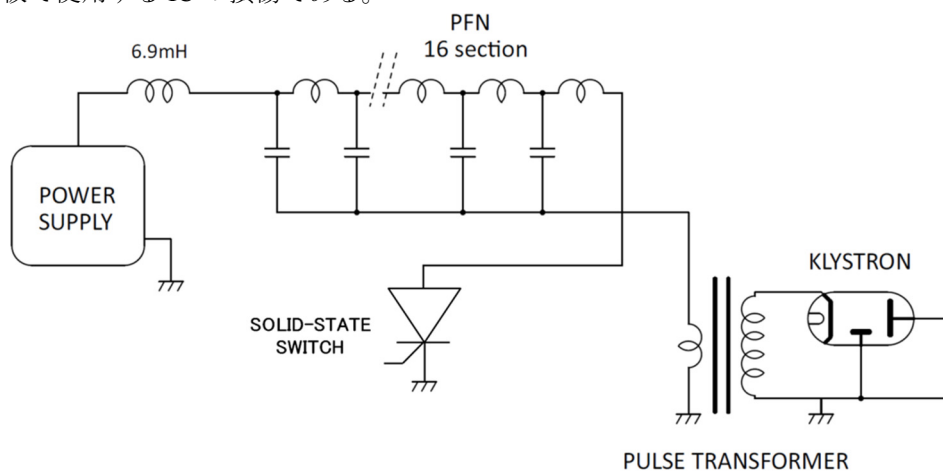 PFN
16 section
6.9mH
POWER
SUPPLY
KLYSTRON
SOLID-STATE
SWITCH
PULSE TRANSFORMER